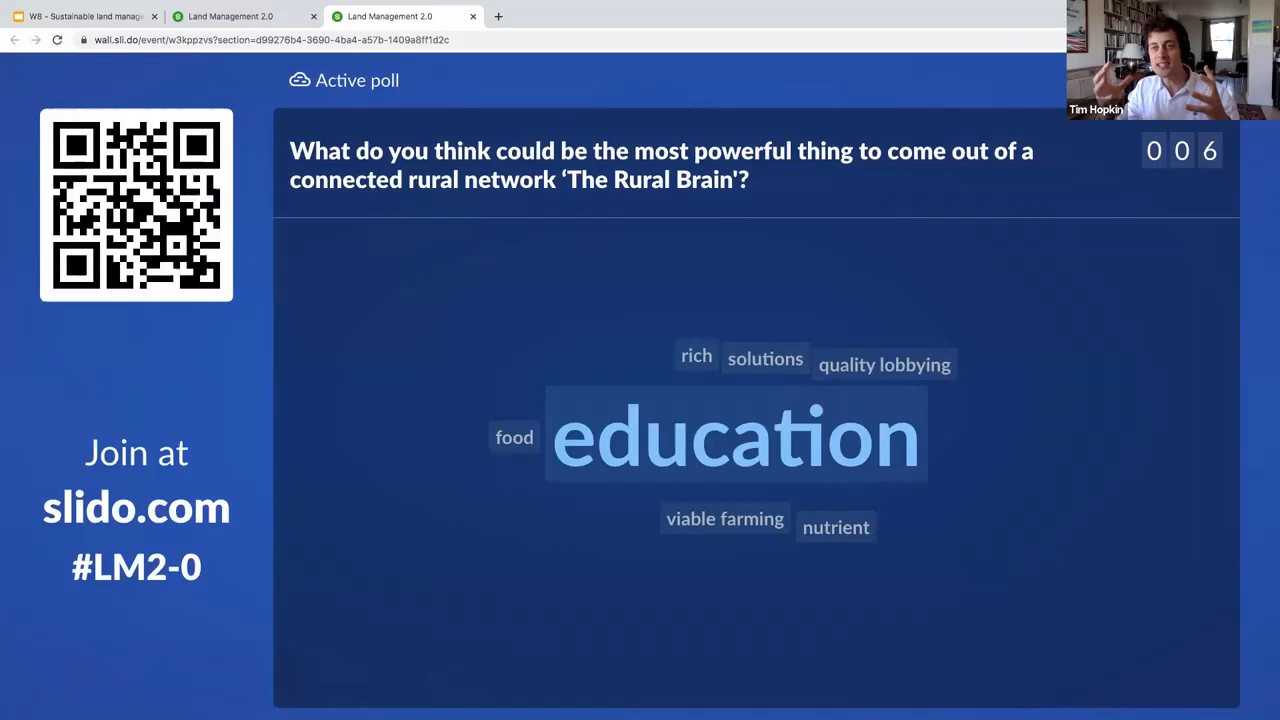 W8 - Sustainable land manage
Land Management 2.0
Land Management 2.0
wall.sli.do/event/w3kppzvs?section=d99276b4-3690-4ba4-a57b-1409a8ff1d2c
Tim Hopkin
Active poll
What do you think could be the most powerful thing to come out of a
connected rural network ‘The Rural Brain'?
006
rich
solutions
quality lobbying
food
education
viable farming
nutrient
Join at
slido.com
#LM2-0